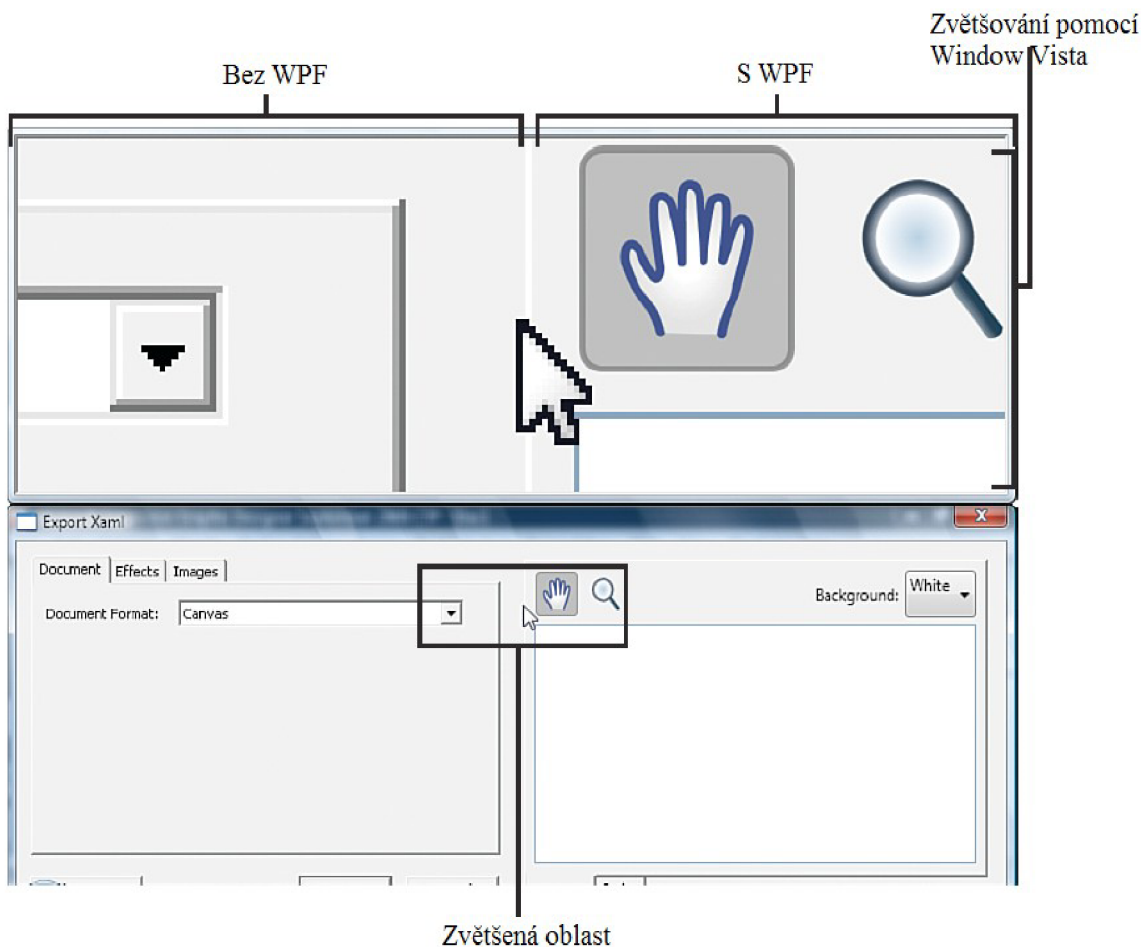 Zvětšování pomocí
Window Vista
Bez WPF
S WPF
Export Xaml
Document Effects Images
Background: White
Document Format: Canvas
Zvětšená oblast